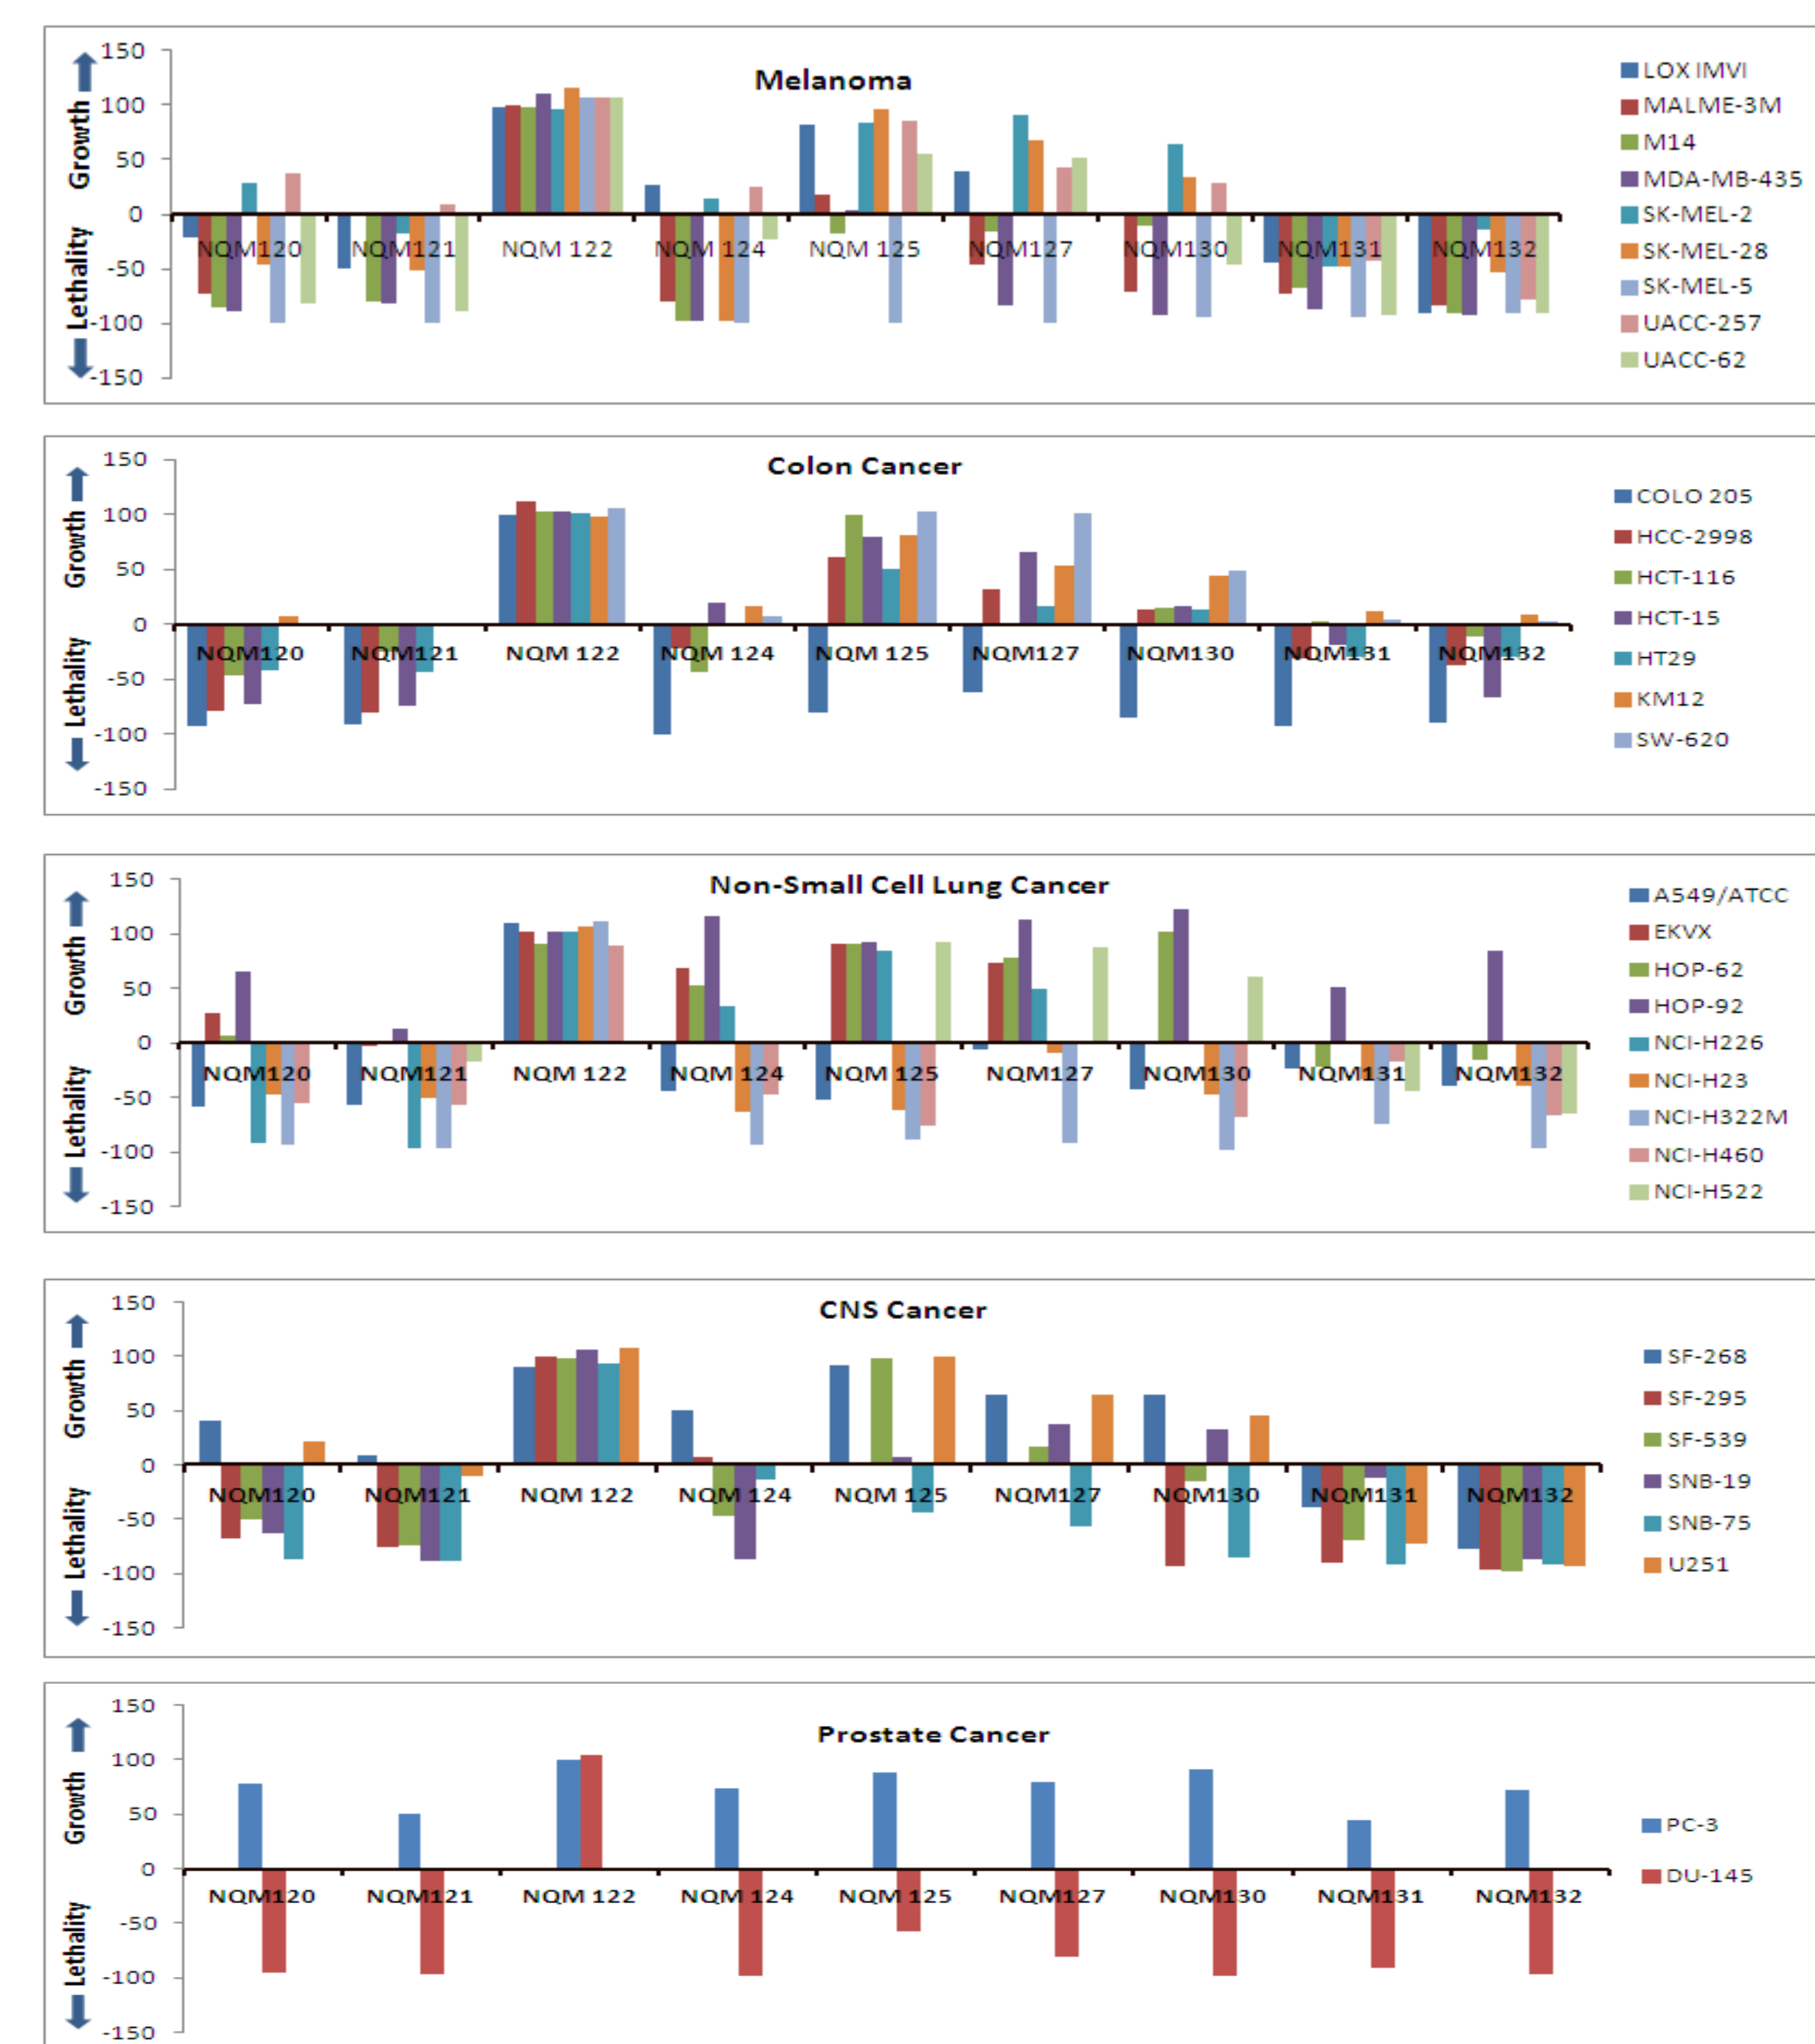 Melanoma
Growth
Lethality
150
100
50
0
-50
-100
-150
NQM120 NQM121 NQM 122 NQM 124 NQM 125 NQM127 NQM130 NQM131 NQM132
LOX IMVI
MALME-3M
M14
MDA-MB-435
SK-MEL-2
SK-MEL-28
SK-MEL-5
UACC-257
UACC-62
Colon Cancer
Growth
Lethality
150
100
50
0
-50
-100
-150
NQM120 NQM121 NQM 122 NQM 124 NQM 125 NQM127 NQM130 NQM131 NQM132
COLO 205
HCC-2998
HCT-116
HCT-15
HT29
KM12
SW-620
Non-Small Cell Lung Cancer
Growth
Lethality
150
100
50
0
-50
-100
-150
NQM120 NQM121 NQM 122 NQM 124 NQM 125 NQM127 NQM130 NQM131 NQM132
A549/ATCC
EKVX
HOP-62
HOP-92
NCI-H226
NCI-H23
NCI-H322M
NCI-H460
NCI-H522
CNS Cancer
Growth
Lethality
150
100
50
0
-50
-100
-150
NQM120 NQM121 NQM 122 NQM 124 NQM 125 NQM127 NQM130 NQM131 NQM132
SF-268
SF-295
SF-539
SNB-19
SNB-75
U251
Prostate Cancer
Growth
Lethality
150
100
50
0
-50
-100
-150
NQM120 NQM121 NQM 122 NQM 124 NQM 125 NQM127 NQM130 NQM131 NQM132
PC-3
DU-145